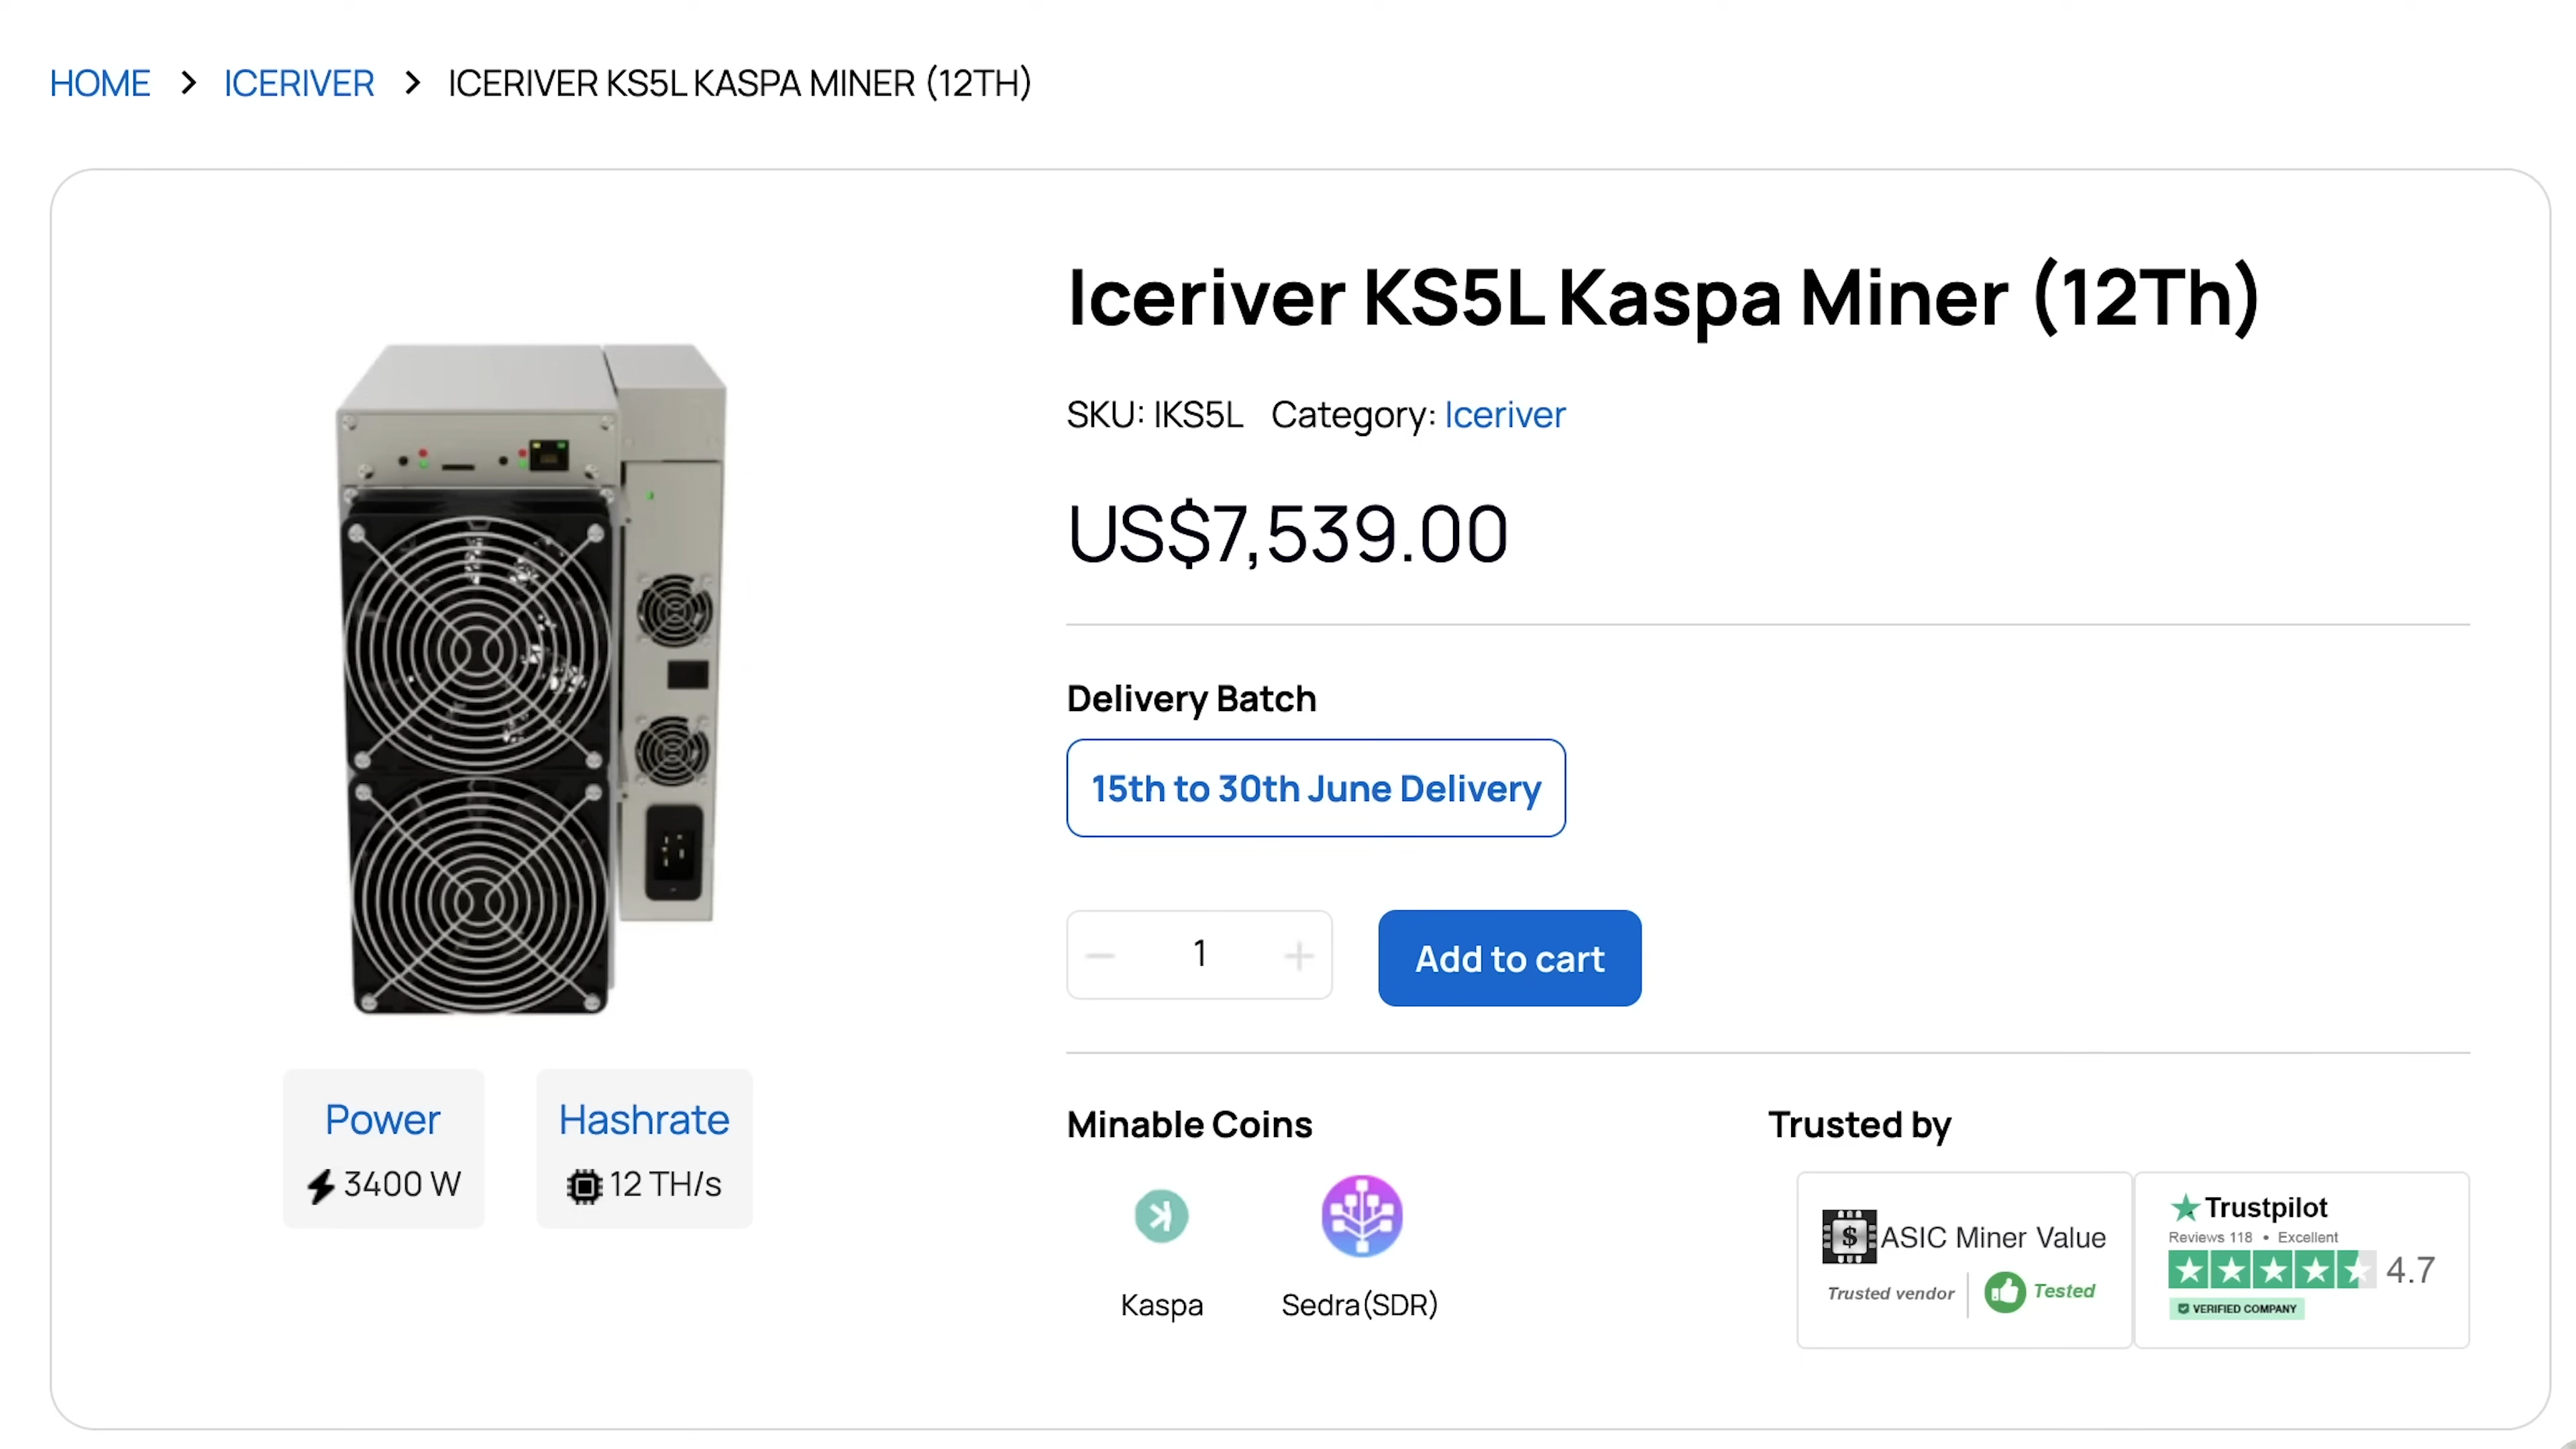 HOME > ICERIVER > ICERIVER KS5L KASPA MINER (12TH)
Iceriver KS5L Kaspa Miner (12Th)
SKU: IKS5L Category: Iceriver
US$7,539.00
Delivery Batch
15th to 30th June Delivery
1
Add to cart
Power
3400 W
Hashrate
12 TH/s
Minable Coins
Kaspa
Sedra(SDR)
Trusted by
$ ASIC Miner Value
Trusted vendor
Tested
Trustpilot
Reviews 118 • Excellent
4.7
VERIFIED COMPANY